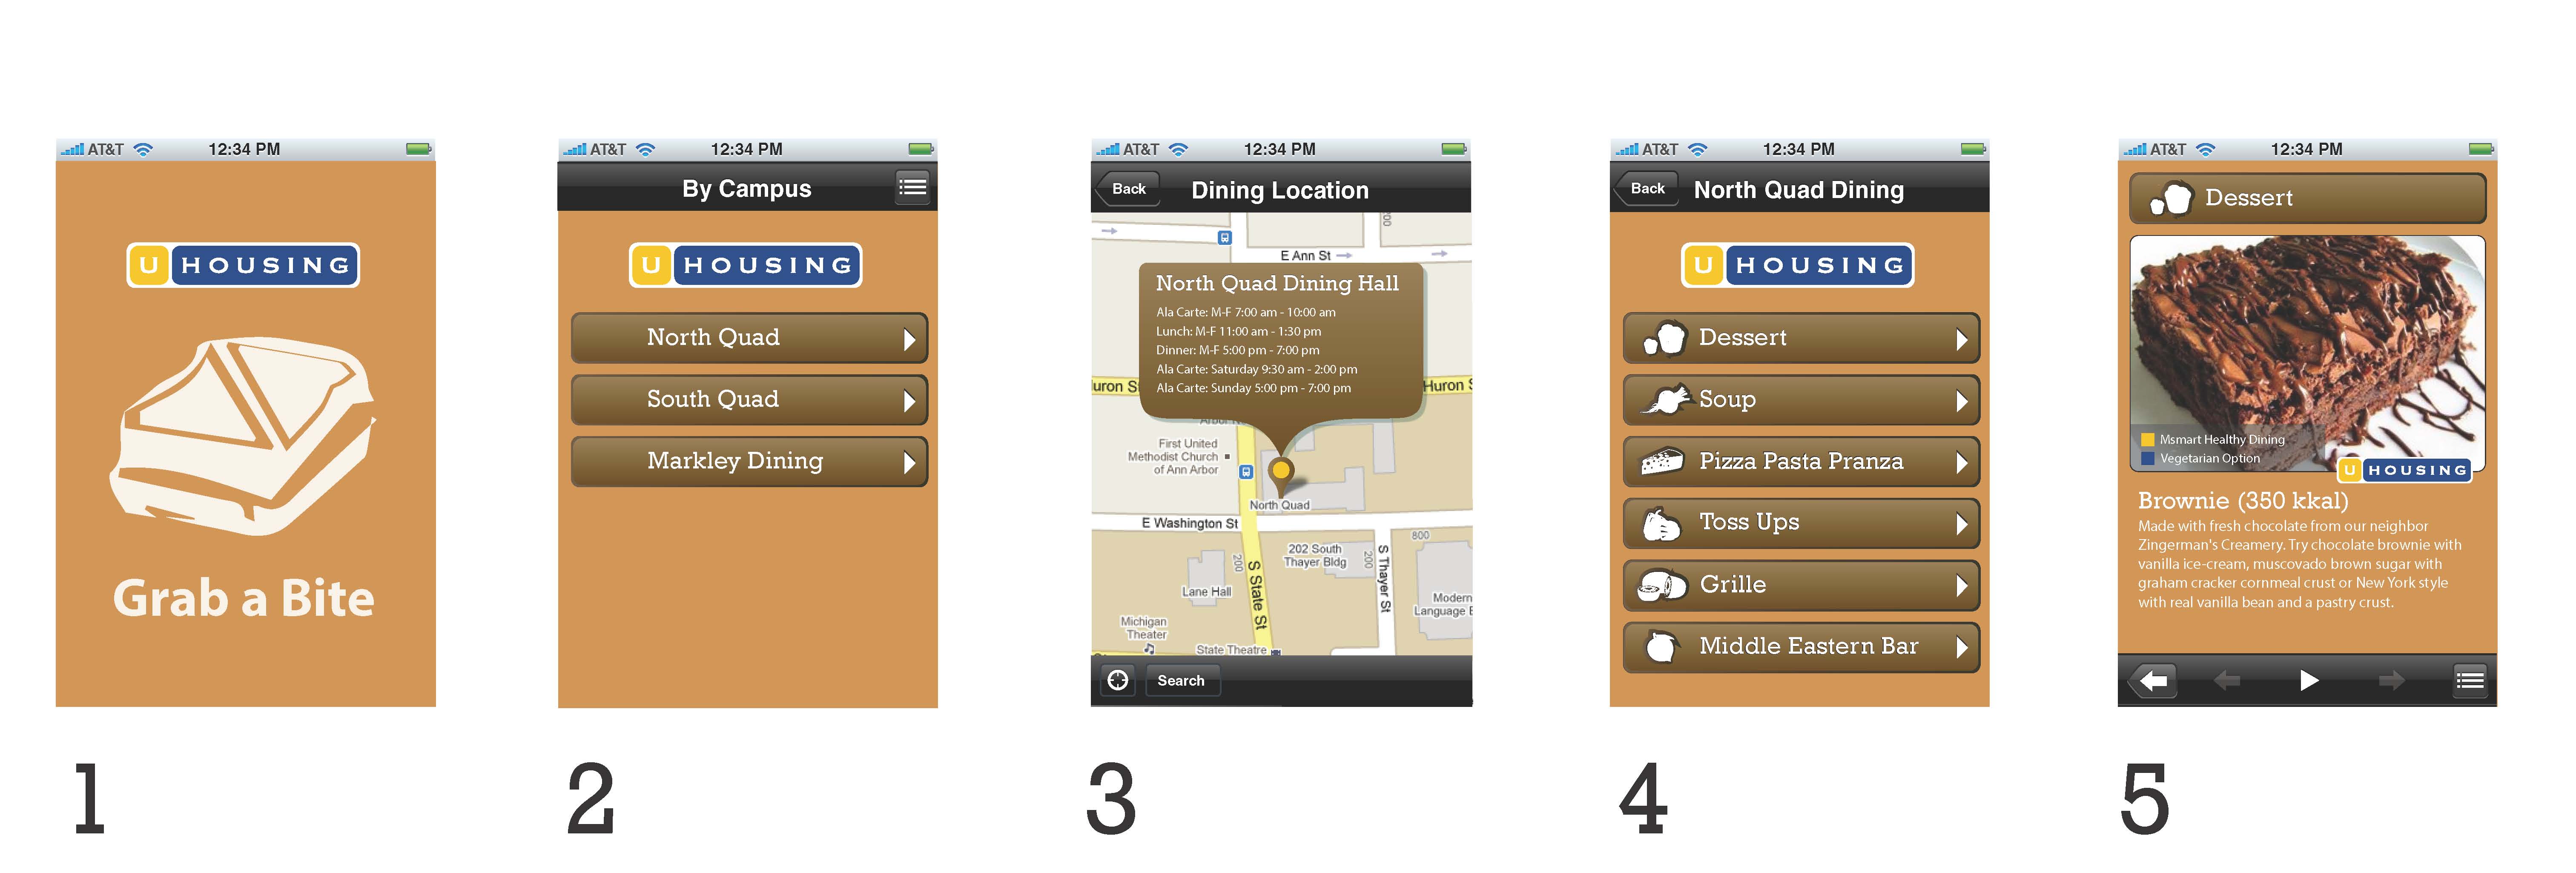 AT&T 12:34 PM
U HOUSING
Grab a Bite
1
AT&T 12:34 PM
By Campus
U HOUSING
North Quad
South Quad
Markley Dining
2
AT&T 12:34 PM
Back Dining Location
E Ann St
North Quad Dining Hall
Ala Carte: M-F 7:00 am - 10:00 am
Lunch: M-F 11:00 am - 1:30 pm
Dinner: M-F 5:00 pm - 7:00 pm
Ala Carte: Saturday 9:30 am - 2:00 pm
Ala Carte: Sunday 5:00 pm - 7:00 pm
uron S
Huron S
First United
Methodist Church
of Ann Arbor
North Quad
E Washington St
800
202 South
Thayer Bldg
200
200
S State St
S Thayer St
Lane Hall
Modern
Language
Michigan
Theater
State Theatre
Search
3
AT&T 12:34 PM
Back North Quad Dining
U HOUSING
Dessert
Soup
Pizza Pasta Pranza
Toss Ups
Grille
Middle Eastern Bar
4
AT&T 12:34 PM
Dessert
Msmart Healthy Dining
Vegetarian Option
U HOUSING
Brownie (350 kkal)
Made with fresh chocolate from our neighbor
Zingerman's Creamery. Try chocolate brownie with
vanilla ice-cream, muscovado brown sugar with
graham cracker cornmeal crust or New York style
with real vanilla bean and a pastry crust.
5